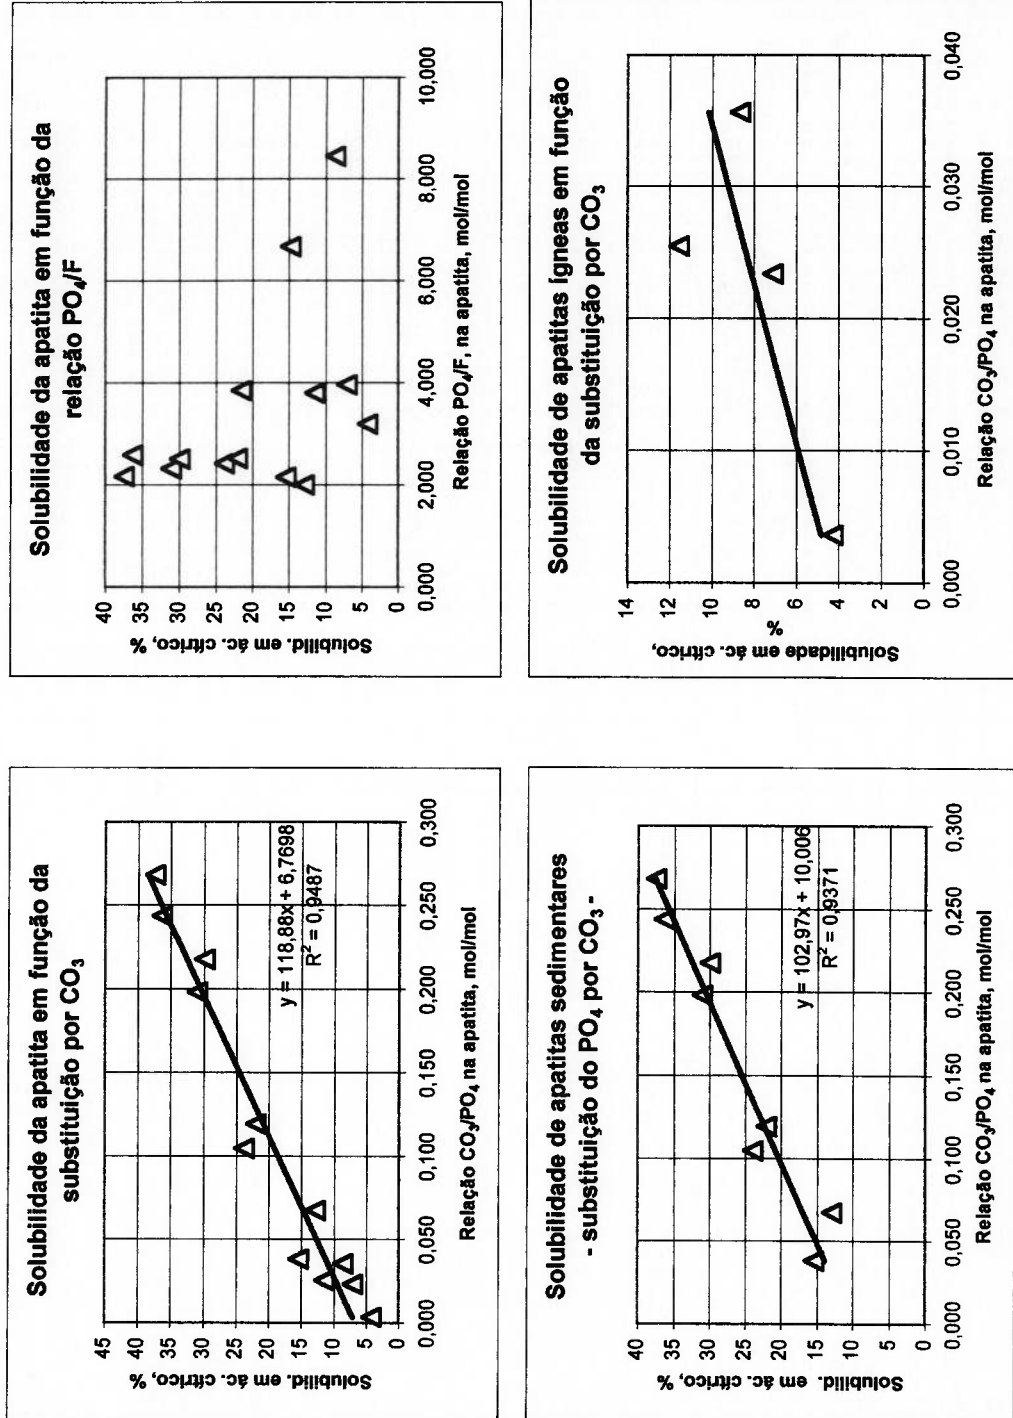 Solubilidade da apatita em função da
substituição por CO₃
Solubilid. em ác. cítrico, %
45
40
35
30
25
20
15
10
5
0
y = 118,88x + 6,7698
R² = 0,9487
0,000 0,050 0,100 0,150 0,200 0,250 0,300
Relação CO₃/PO₄ na apatita, mol/mol
Solubilidade da apatita em função da
relação PO₄/F
Solubilid. em ác. cítrico, %
40
35
30
25
20
15
10
5
0
0,000 2,000 4,000 6,000 8,000 10,000
Relação PO₄/F, na apatita, mol/mol
Solubilidade de apatitas sedimentares
- substituição do PO₄ por CO₃ -
Solubilid. em ác. cítrico, %
40
35
30
25
20
15
10
5
0
y = 102,97x + 10,006
R² = 0,9371
0,000 0,050 0,100 0,150 0,200 0,250 0,300
Relação CO₃/PO₄ na apatita, mol/mol
Solubilidade de apatitas ígneas em função
da substituição por CO₃
Solubilidade em ác. cítrico,
%
14
12
10
8
6
4
2
0
0,000 0,010 0,020 0,030 0,040
Relação CO₃/PO₄ na apatita, mol/mol